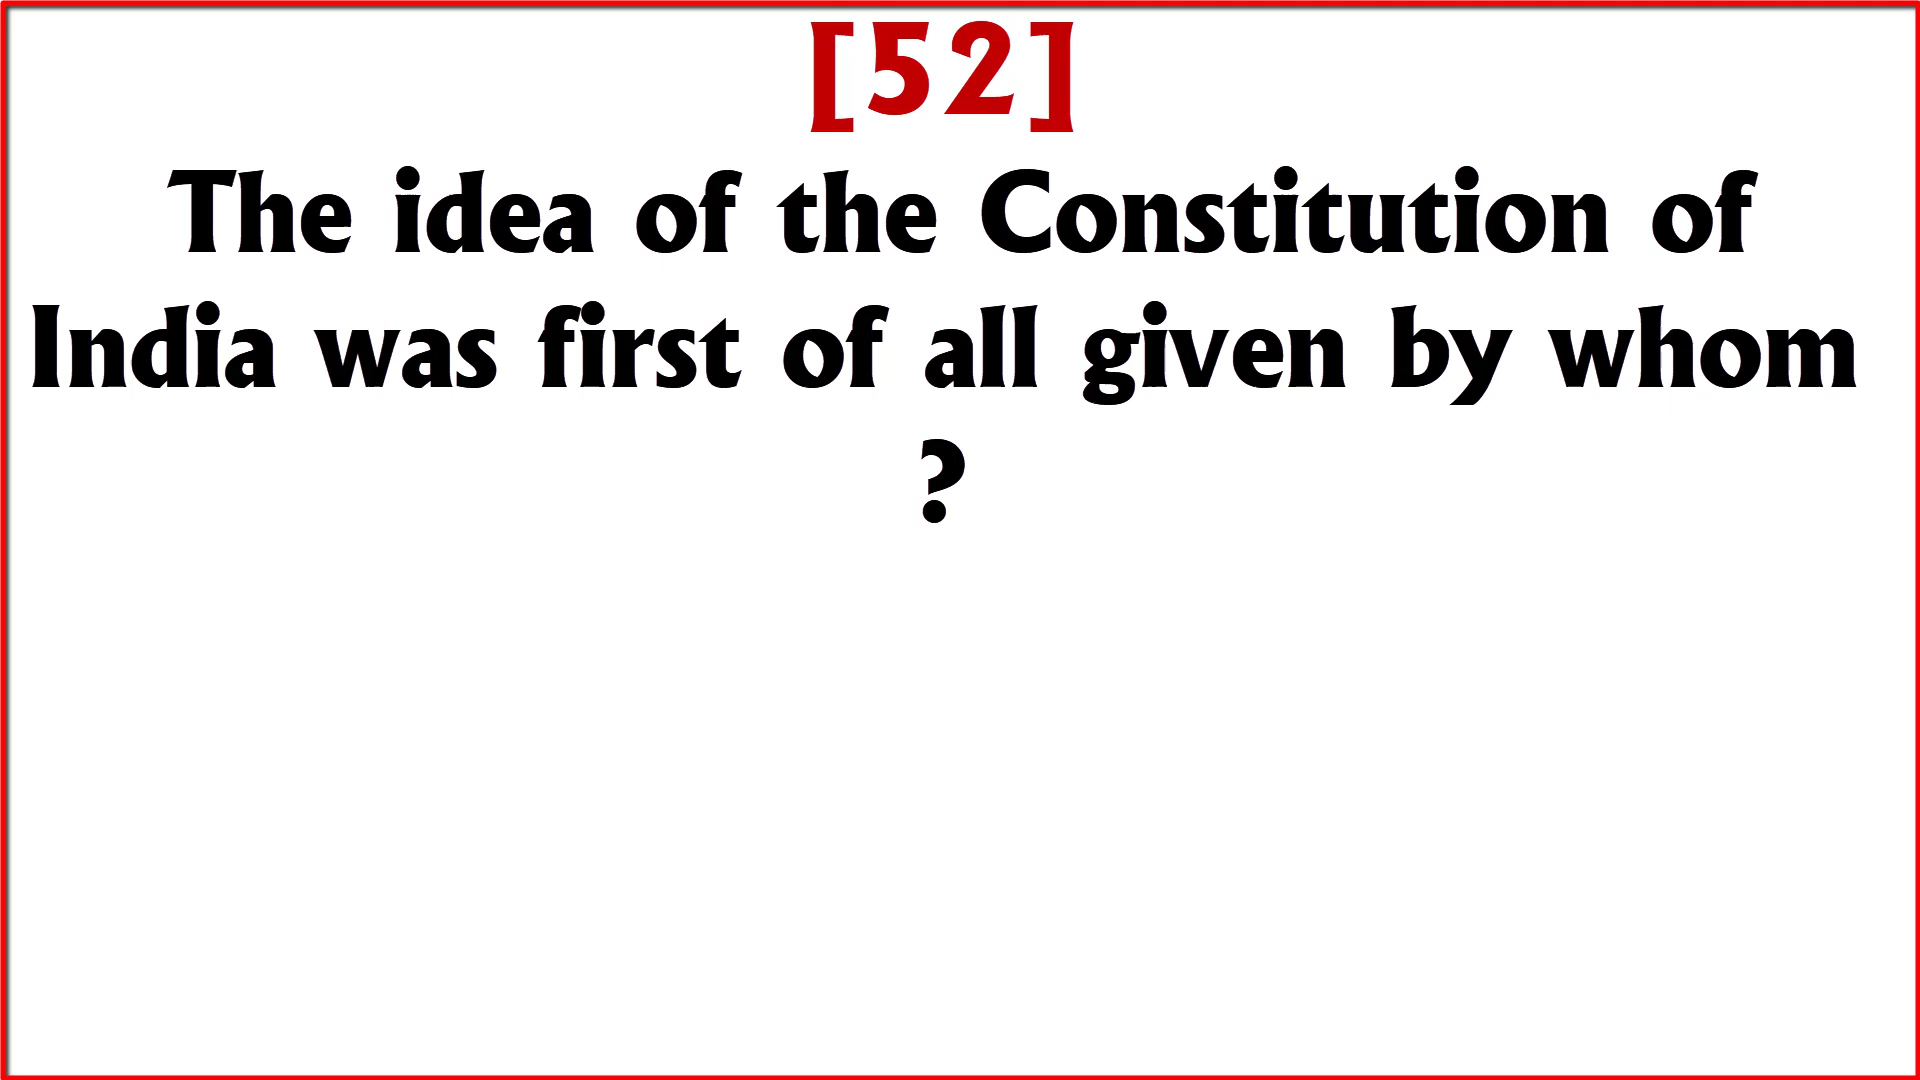 [52]
The idea of the Constitution of
India was first of all given by whom
?